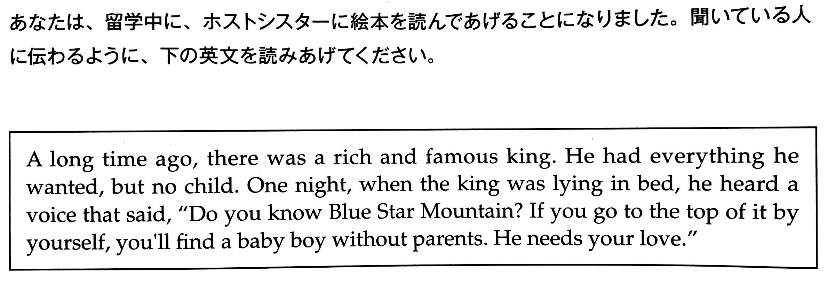 あなたは、留学中に、ホストシスターに絵本を読んであげることになりました。聞いている人
に伝わるように、下の英文を読みあげてください。
A long time ago, there was a rich and famous king. He had everything he
wanted, but no child. One night, when the king was lying in bed, he heard a
voice that said, “Do you know Blue Star Mountain? If you go to the top of it by
yourself, you'll find a baby boy without parents. He needs your love.”